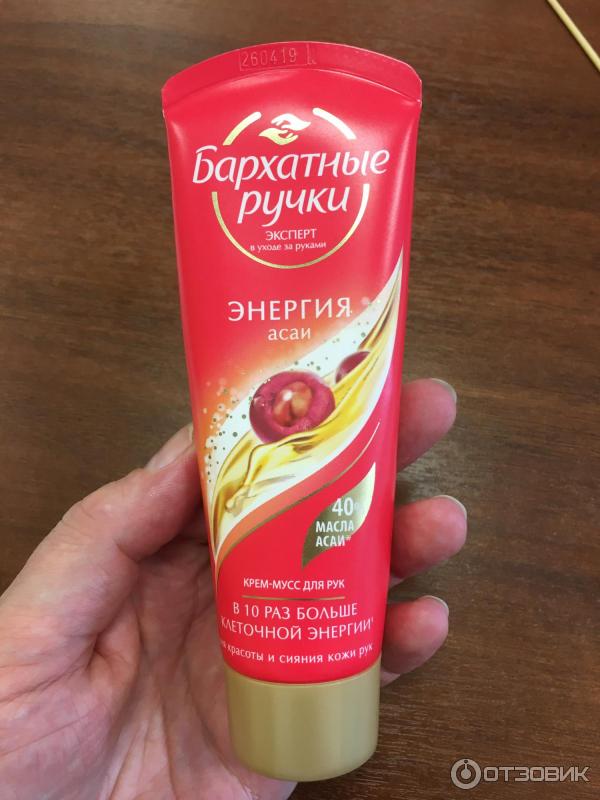 260419
Бархатные
ручки
ЭКСПЕРТ
в уходе за руками
ЭНЕРГИЯ
асаи
40%
МАСЛА
АСАИ*
КРЕМ-МУСС ДЛЯ РУК
В 10 РАЗ БОЛЬШЕ
КЛЕТОЧНОЙ ЭНЕРГИИ¹
красоты и сияния кожи рук
ОТЗОВИК